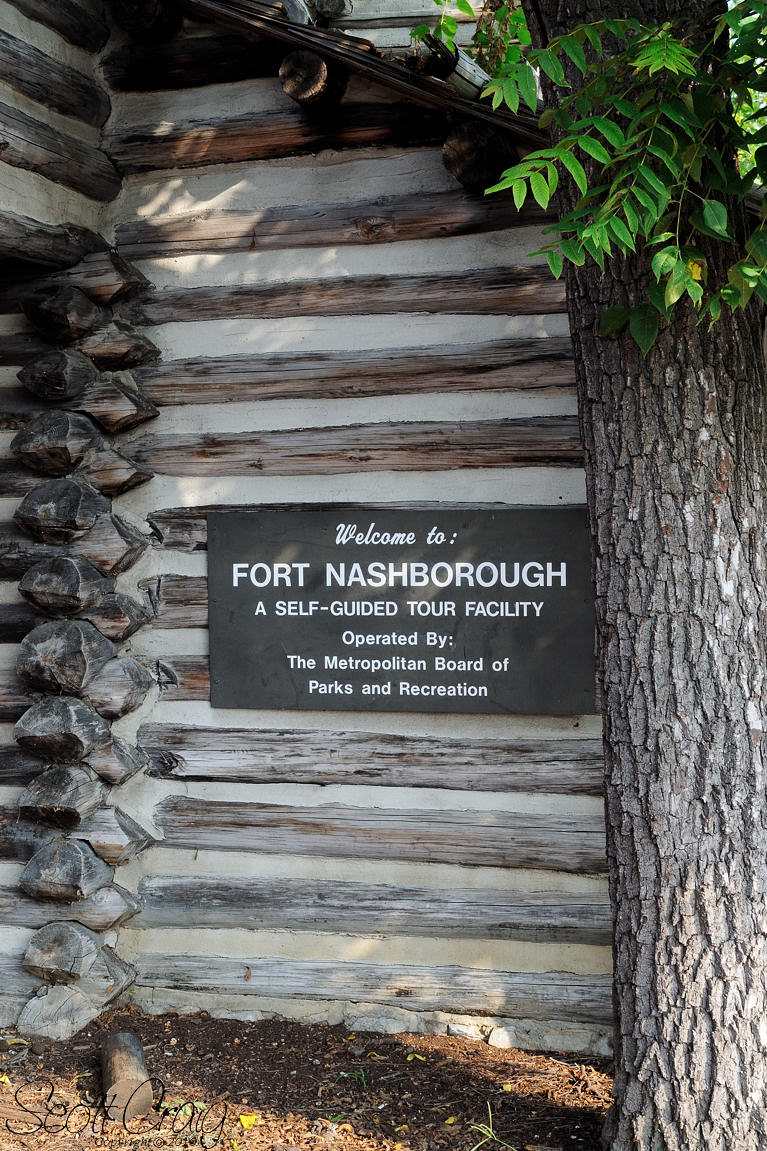 Welcome to:
FORT NASHBOROUGH
A SELF-GUIDED TOUR FACILITY
Operated By:
The Metropolitan Board of
Parks and Recreation
Scott Craig
Copyright ©